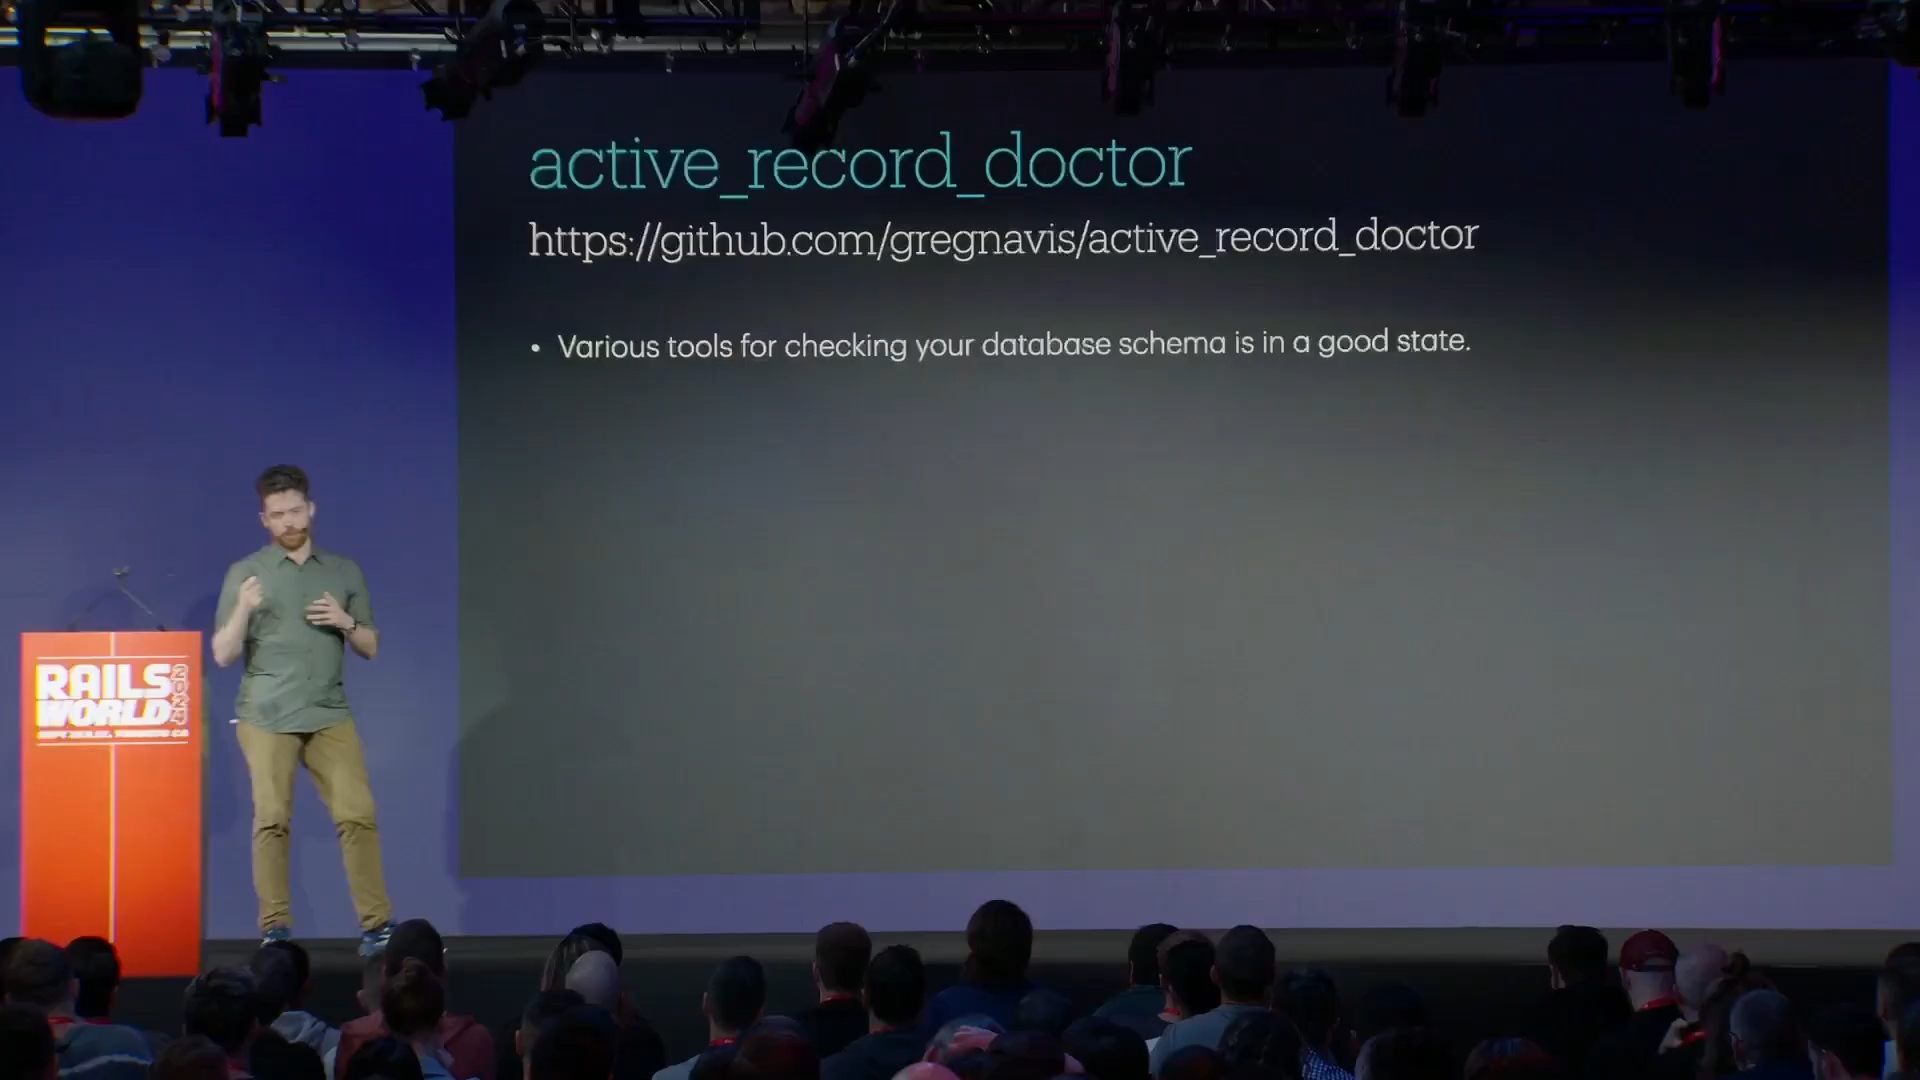 active_record_doctor
https://github.com/gregnavis/active_record_doctor
• Various tools for checking your database schema is in a good state.
RAILS
WORLD
2024